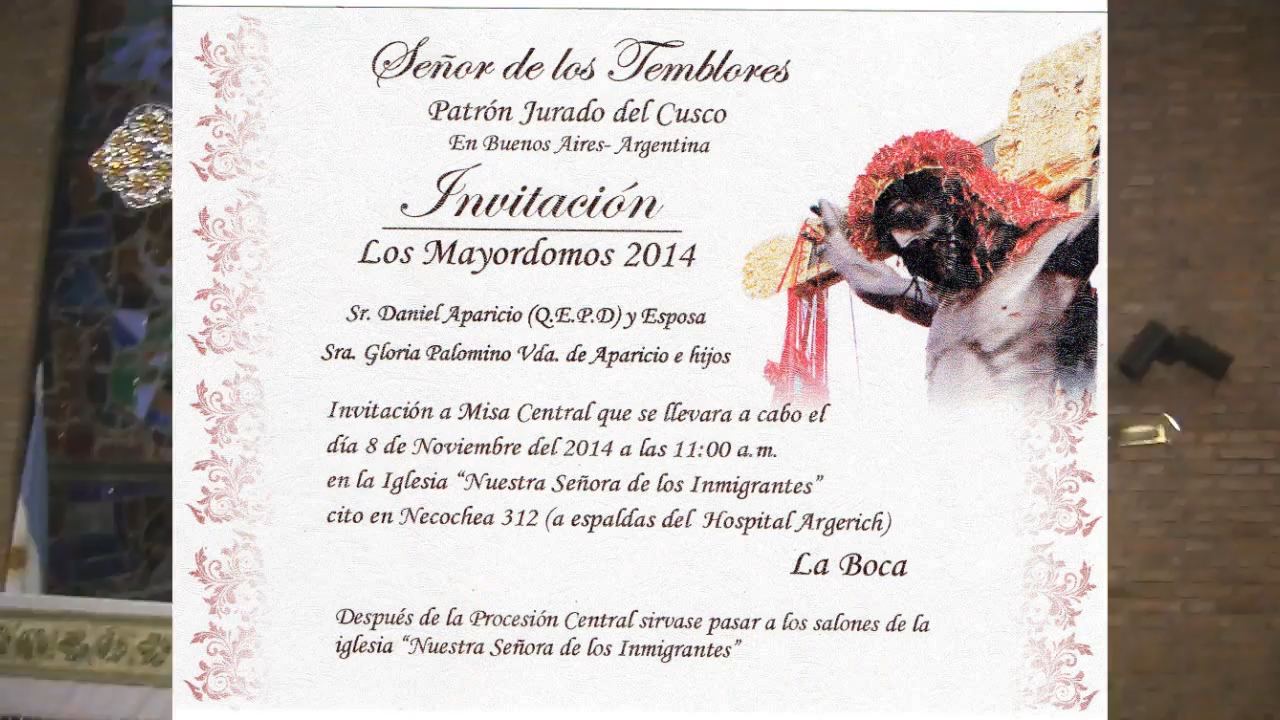 Señor de los Temblores
Patrón Jurado del Cusco
En Buenos Aires- Argentina
Invitación
Los Mayordomos 2014
Sr. Daniel Aparicio (Q.E.P.D) y Esposa
Sra. Gloria Palomino Vda. de Aparicio e hijos
Invitación a Misa Central que se llevara a cabo el
día 8 de Noviembre del 2014 a las 11:00 a.m.
en la Iglesia “Nuestra Señora de los Inmigrantes”
cito en Necochea 312 (a espaldas del Hospital Argerich)
La Boca
Después de la Procesión Central sirvase pasar a los salones de la
iglesia “Nuestra Señora de los Inmigrantes”